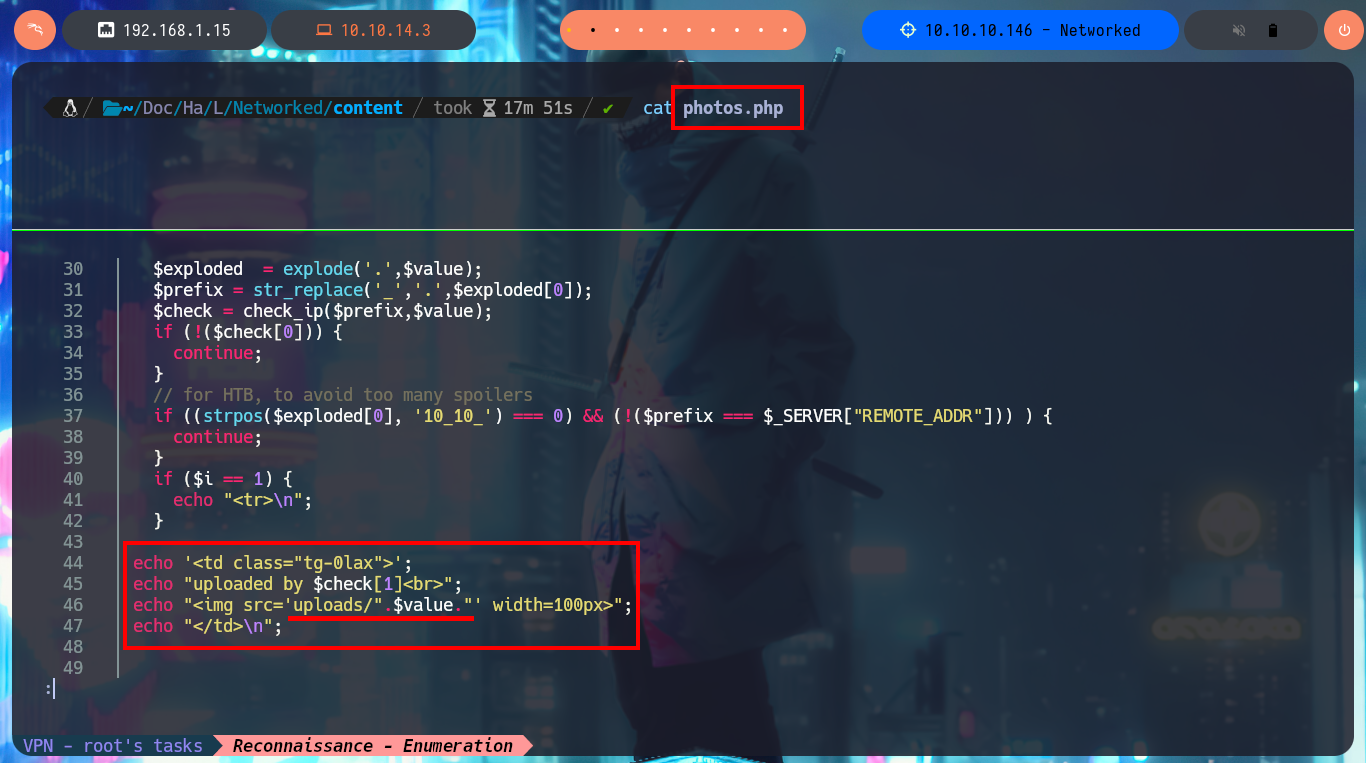 192.168.1.15
10.10.14.3
10.10.10.146 - Networked
~/Doc/Ha/L/Networked/content / took 17m 51s / ✔ cat photos.php
30 $exploded  = explode('.',$value);
31 $prefix = str_replace('_','.',$exploded[0]);
32 $check = check_ip($prefix,$value);
33 if (!($check[0])) {
34   continue;
35 }
36 // for HTB, to avoid too many spoilers
37 if ((strpos($exploded[0], '10_10_') === 0) && (!($prefix === $_SERVER["REMOTE_ADDR"])) ) {
38   continue;
39 }
40 if ($i == 1) {
41   echo "<tr>\n";
42 }
43
44 echo '<td class="tg-0lax">';
45 echo "uploaded by $check[1]<br>";
46 echo "<img src='uploads/".$value."' width=100px>";
47 echo "</td>\n";
48
49
:
VPN - root's tasks
Reconnaissance - Enumeration